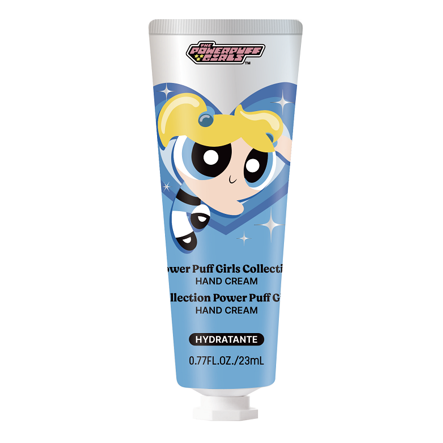 THE
POWERPUFF
GIRLS
TM
ower Puff Girls Collecti
HAND CREAM
llection Power Puff G
HAND CREAM
HYDRATANTE
0.77FL.OZ./23mL